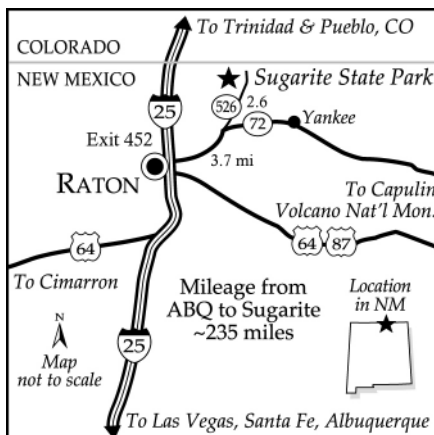 To Trinidad & Pueblo, CO
COLORADO
NEW MEXICO
Sugarite State Park
25
526
2.6
72
Yankee
Exit 452
3.7 mi
RATON
To Capulin
Volcano Nat'l Mon.
64
64
87
To Cimarron
Mileage from
ABQ to Sugarite
~235 miles
Location
in NM
N
Map
not to scale
25
To Las Vegas, Santa Fe, Albuquerque